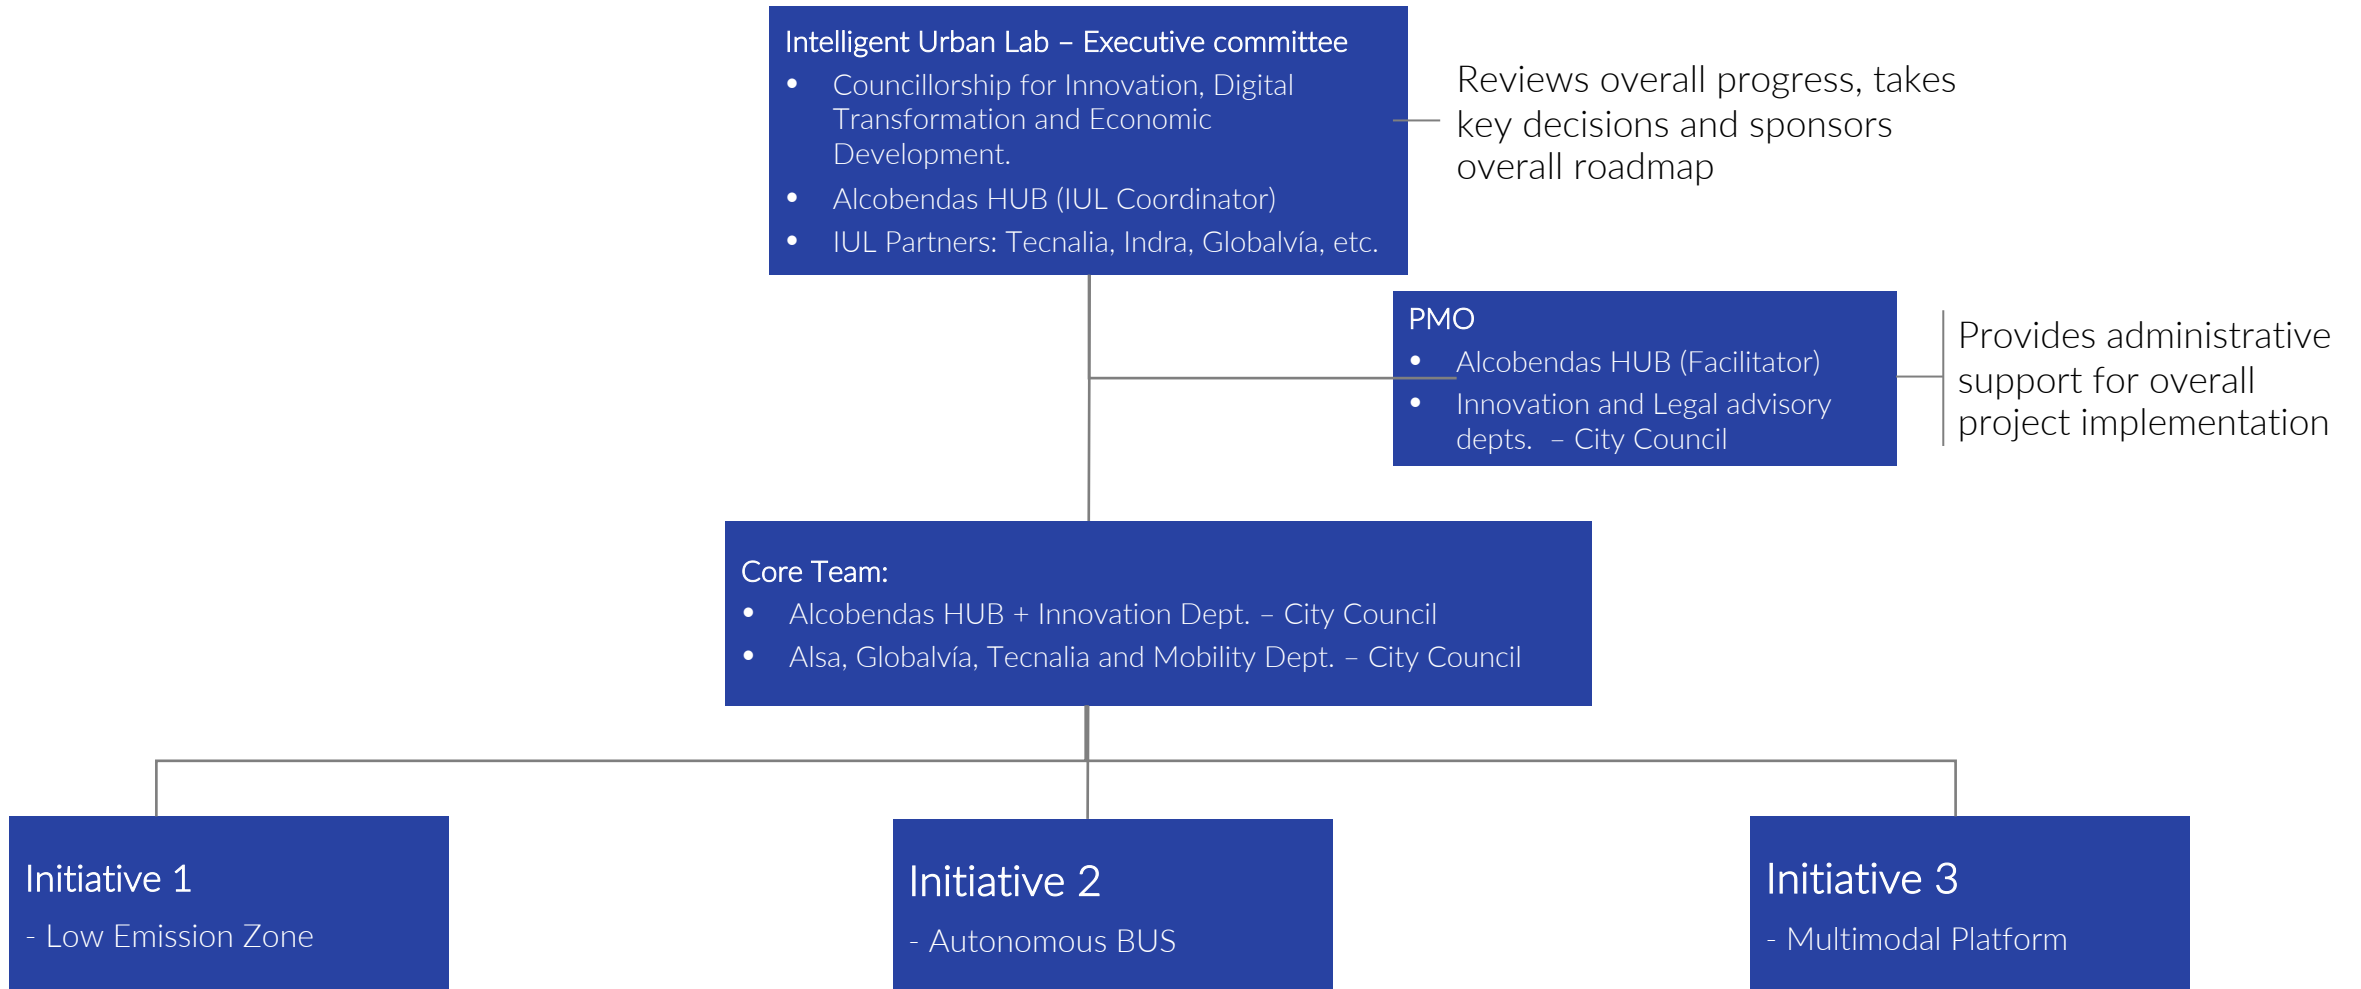 Intelligent Urban Lab – Executive committee
• Councillorship for Innovation, Digital
Transformation and Economic
Development.
• Alcobendas HUB (IUL Coordinator)
• IUL Partners: Tecnalia, Indra, Globalvía, etc.
Reviews overall progress, takes
key decisions and sponsors
overall roadmap
PMO
• Alcobendas HUB (Facilitator)
• Innovation and Legal advisory
depts. – City Council
Provides administrative
support for overall
project implementation
Core Team:
• Alcobendas HUB + Innovation Dept. – City Council
• Alsa, Globalvía, Tecnalia and Mobility Dept. – City Council
Initiative 1
- Low Emission Zone
Initiative 2
- Autonomous BUS
Initiative 3
- Multimodal Platform